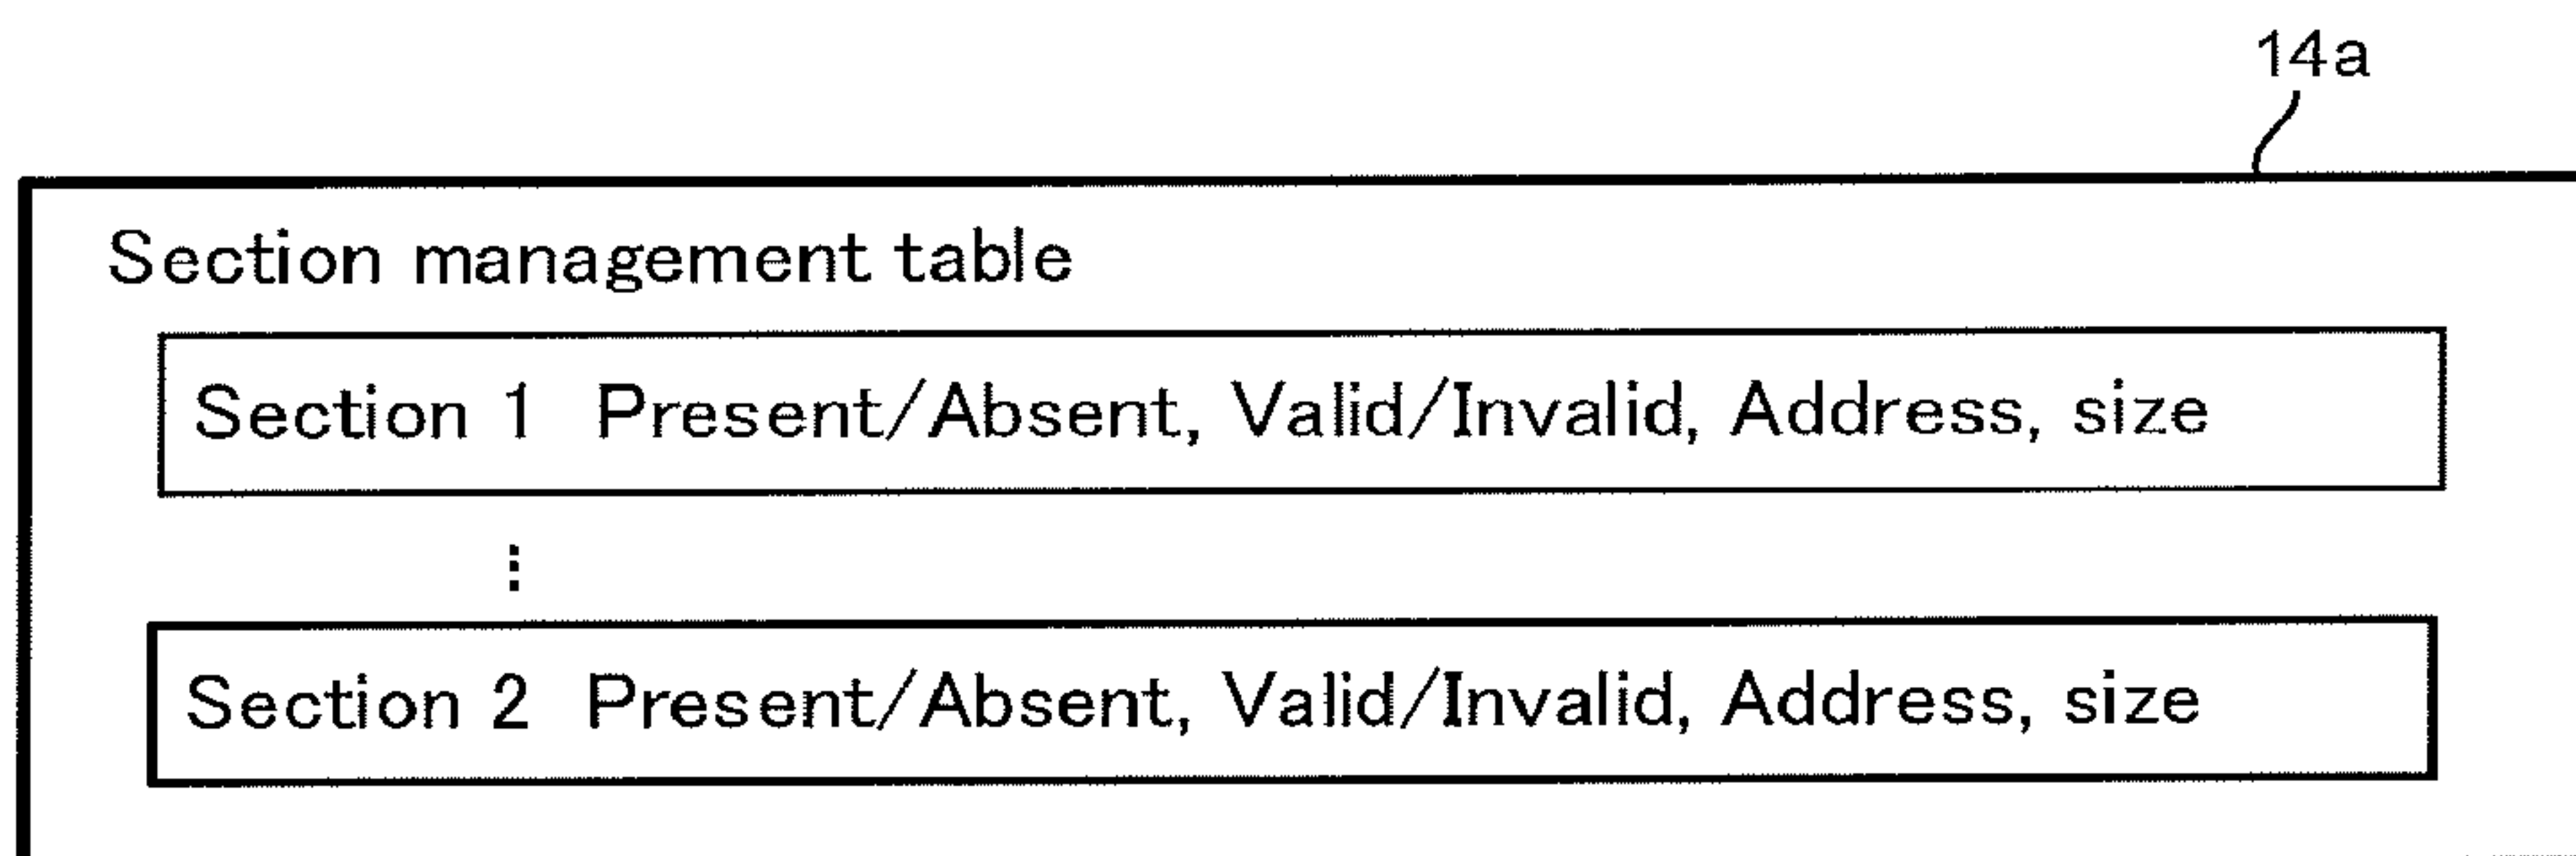 14a
Section management table
Section 1 Present/Absent, Valid/Invalid, Address, size
⋮
Section 2 Present/Absent, Valid/Invalid, Address, size